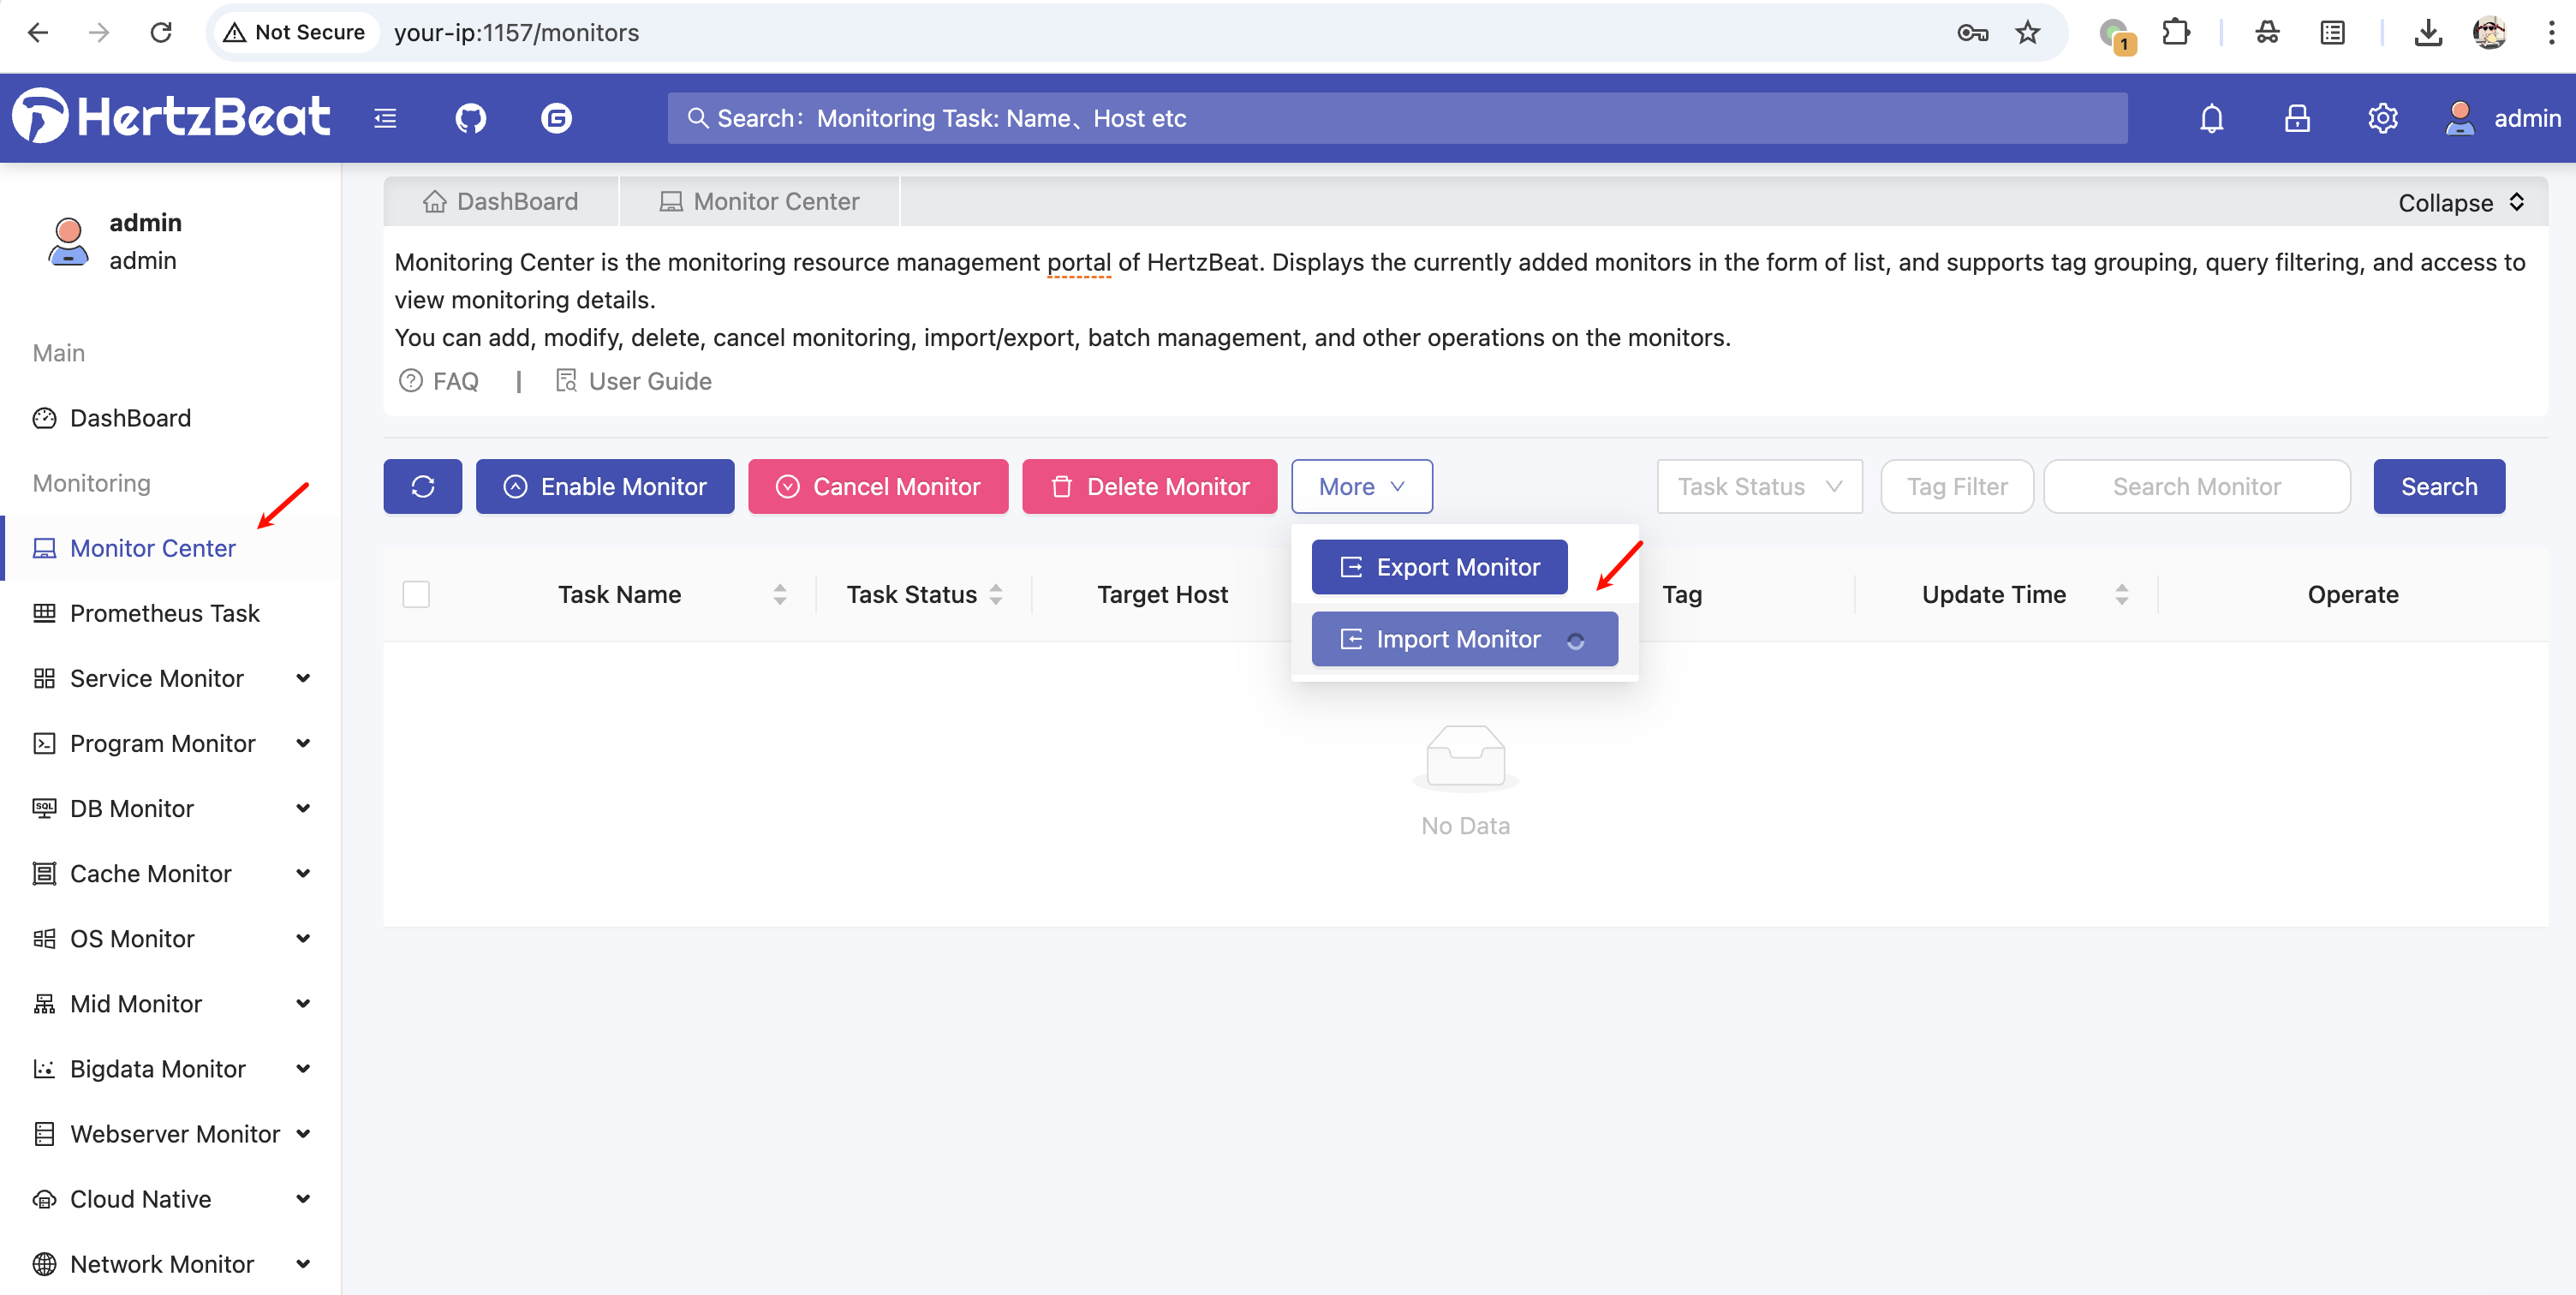 Not Secure
your-ip:1157/monitors
1
HertzBeat
Search：Monitoring Task: Name、Host etc
admin
admin
admin
Main
DashBoard
Monitoring
Monitor Center
Prometheus Task
Service Monitor
Program Monitor
SQL
DB Monitor
Cache Monitor
OS Monitor
Mid Monitor
Bigdata Monitor
Webserver Monitor
Cloud Native
Network Monitor
DashBoard
Monitor Center
Collapse
Monitoring Center is the monitoring resource management portal of HertzBeat. Displays the currently added monitors in the form of list, and supports tag grouping, query filtering, and access to
view monitoring details.
You can add, modify, delete, cancel monitoring, import/export, batch management, and other operations on the monitors.
FAQ | User Guide
Enable Monitor
Cancel Monitor
Delete Monitor
More
Task Status
Tag Filter
Search Monitor
Search
Export Monitor
Import Monitor
Task Name
Task Status
Target Host
Tag
Update Time
Operate
No Data